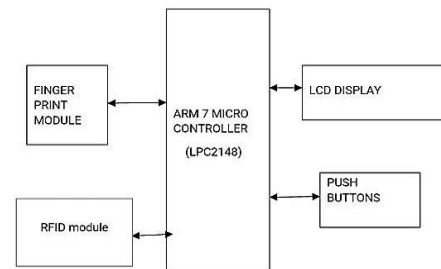 FINGER
PRINT
MODULE
ARM 7 MICRO
CONTROLLER
(LPC2148)
LCD DISPLAY
PUSH
BUTTONS
RFID module